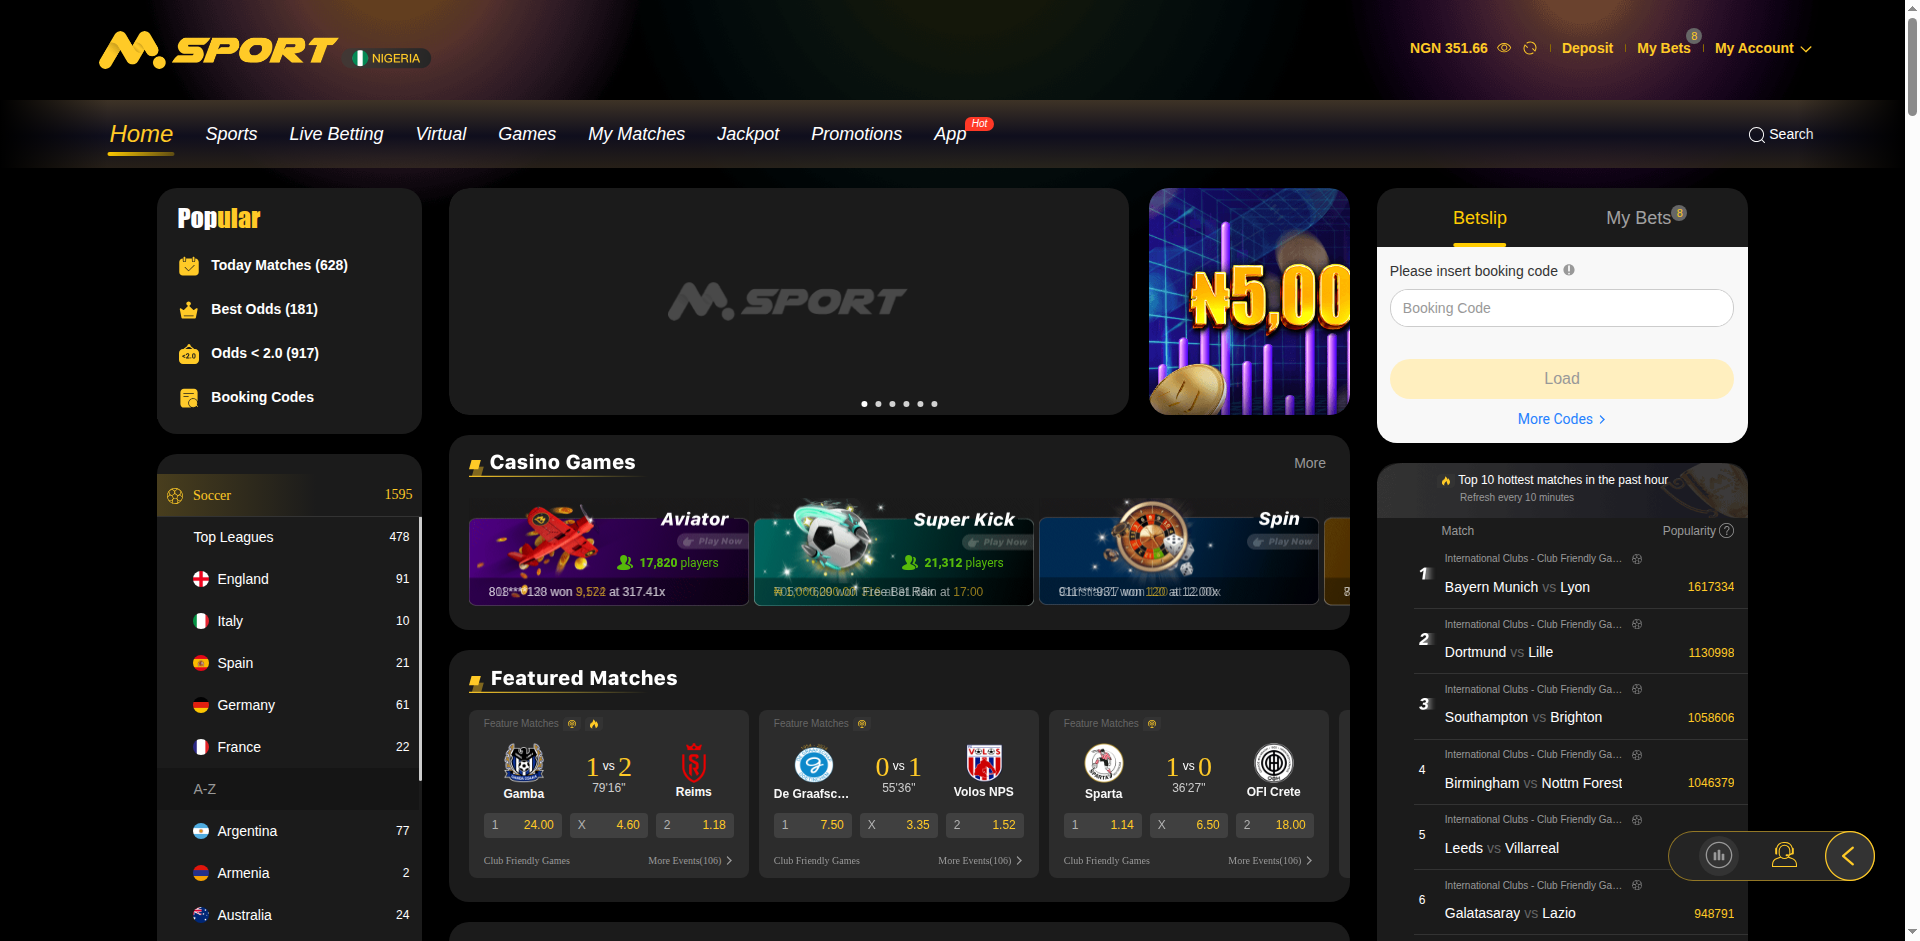 M.SPORT
NIGERIA
NGN 351.66
Deposit
My Bets
8
My Account
Home
Sports
Live Betting
Virtual
Games
My Matches
Jackpot
Promotions
App
Hot
Search
Popular
Today Matches (628)
Best Odds (181)
<2.0
Odds < 2.0 (917)
Booking Codes
Soccer 1595
Top Leagues 478
England 91
Italy 10
Spain 21
Germany 61
France 22
A-Z
Argentina 77
Armenia 2
Australia 24
M.SPORT
₦5,00
Casino Games
More
Aviator
Play Now
17,820 players
won at 317.41x
Super Kick
Play Now
21,312 players
at 17:00
Spin
Play Now
won 120 at 12.00x
Featured Matches
Feature Matches
Gamba
1 vs 2
79'16"
Reims
1 24.00
X 4.60
2 1.18
Club Friendly Games
More Events(106)
Feature Matches
De Graafsc...
0 vs 1
55'36"
Volos NPS
1 7.50
X 3.35
2 1.52
Club Friendly Games
More Events(106)
Feature Matches
Sparta
1 vs 0
36'27"
OFI Crete
1 1.14
X 6.50
2 18.00
Club Friendly Games
More Events(106)
Betslip
My Bets
8
Please insert booking code
Booking Code
Load
More Codes
Top 10 hottest matches in the past hour
Refresh every 10 minutes
Match
Popularity ?
1
International Clubs - Club Friendly Ga...
Bayern Munich vs Lyon 1617334
2
International Clubs - Club Friendly Ga...
Dortmund vs Lille 1130998
3
International Clubs - Club Friendly Ga...
Southampton vs Brighton 1058606
4
International Clubs - Club Friendly Ga...
Birmingham vs Nottm Forest 1046379
5
International Clubs - Club Friendly Ga...
Leeds vs Villarreal
6
International Clubs - Club Friendly Ga...
Galatasaray vs Lazio 948791